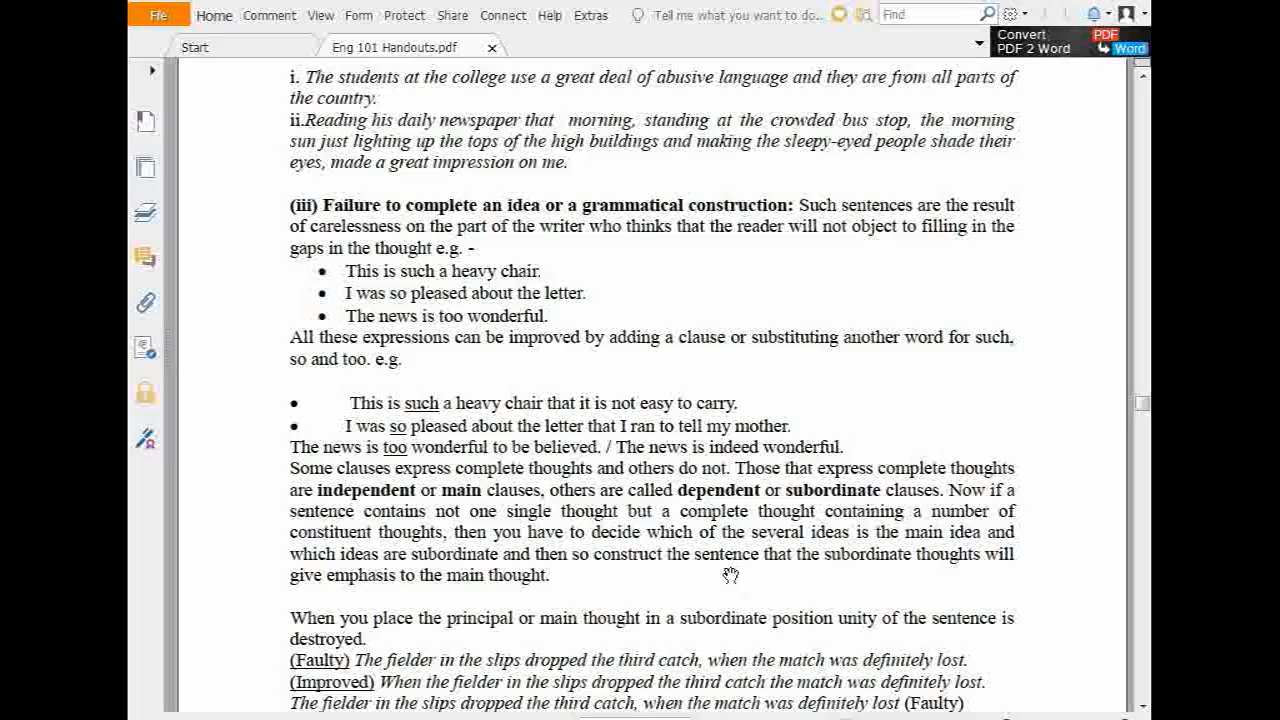 File Home Comment View Form Protect Share Connect Help Extras Tell me what you want to do.. Find
Start Eng 101 Handouts.pdf
Convert PDF
PDF 2 Word Word
i. The students at the college use a great deal of abusive language and they are from all parts of
the country.
ii.Reading his daily newspaper that morning, standing at the crowded bus stop, the morning
sun just lighting up the tops of the high buildings and making the sleepy-eyed people shade their
eyes, made a great impression on me.
(iii) Failure to complete an idea or a grammatical construction: Such sentences are the result
of carelessness on the part of the writer who thinks that the reader will not object to filling in the
gaps in the thought e.g. -
• This is such a heavy chair.
• I was so pleased about the letter.
• The news is too wonderful.
All these expressions can be improved by adding a clause or substituting another word for such,
so and too. e.g.
• This is such a heavy chair that it is not easy to carry.
• I was so pleased about the letter that I ran to tell my mother.
The news is too wonderful to be believed. / The news is indeed wonderful.
Some clauses express complete thoughts and others do not. Those that express complete thoughts
are independent or main clauses, others are called dependent or subordinate clauses. Now if a
sentence contains not one single thought but a complete thought containing a number of
constituent thoughts, then you have to decide which of the several ideas is the main idea and
which ideas are subordinate and then so construct the sentence that the subordinate thoughts will
give emphasis to the main thought.
When you place the principal or main thought in a subordinate position unity of the sentence is
destroyed.
(Faulty) The fielder in the slips dropped the third catch, when the match was definitely lost.
(Improved) When the fielder in the slips dropped the third catch the match was definitely lost.
The fielder in the slips dropped the third catch, when the match was definitely lost (Faulty)